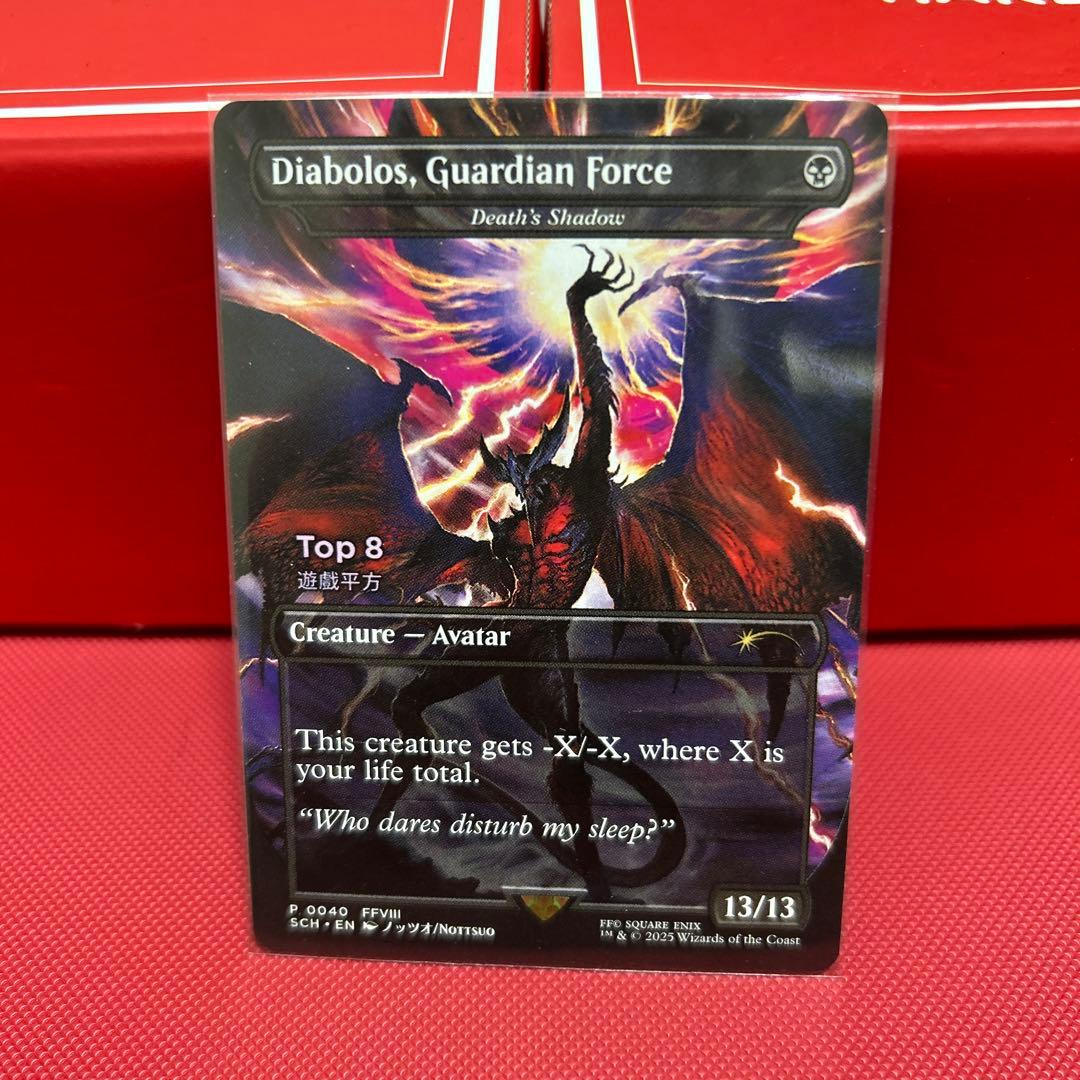 Diabolos, Guardian Force
Death's Shadow
Top 8
遊戲平方
Creature — Avatar
This creature gets -X/-X, where X is
your life total.
“Who dares disturb my sleep?”
13/13
P 0040 FFVIII
SCH • EN ノッツオ/NOTTSUO
FF© SQUARE ENIX
™ & © 2025 Wizards of the Coast